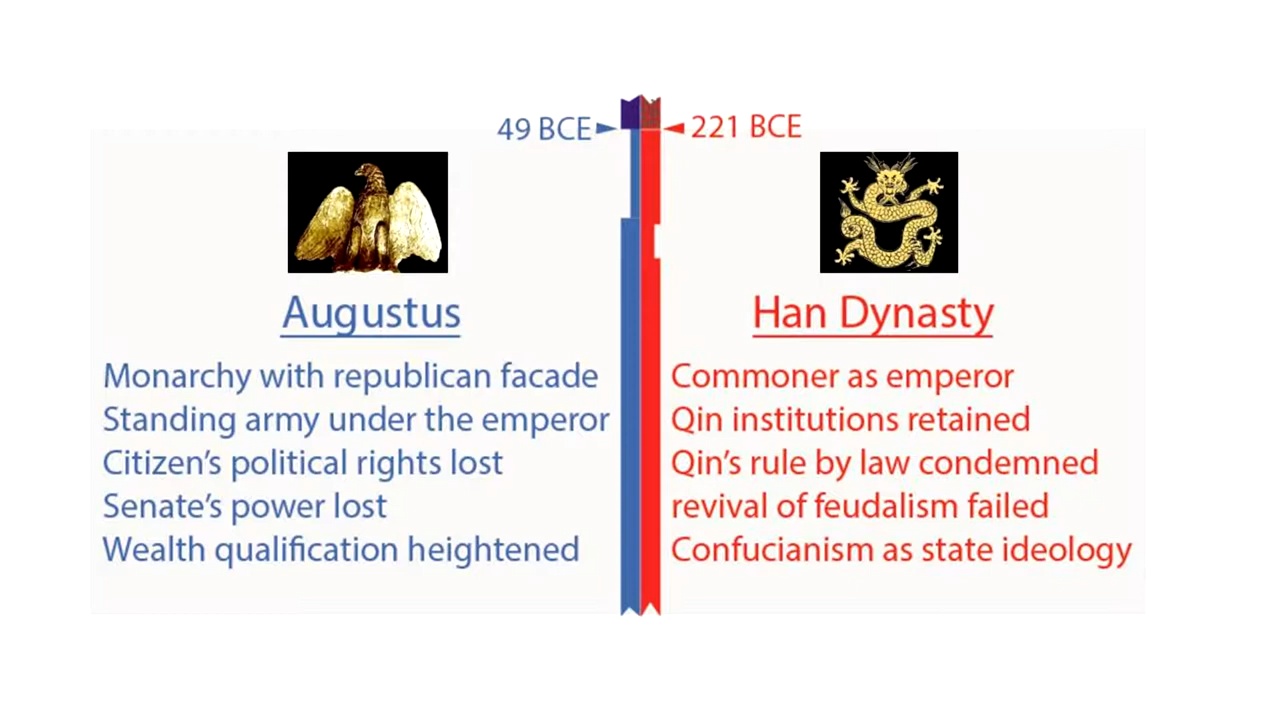 49 BCE
221 BCE
Augustus
Monarchy with republican facade
Standing army under the emperor
Citizen's political rights lost
Senate's power lost
Wealth qualification heightened
Han Dynasty
Commoner as emperor
Qin institutions retained
Qin's rule by law condemned
revival of feudalism failed
Confucianism as state ideology